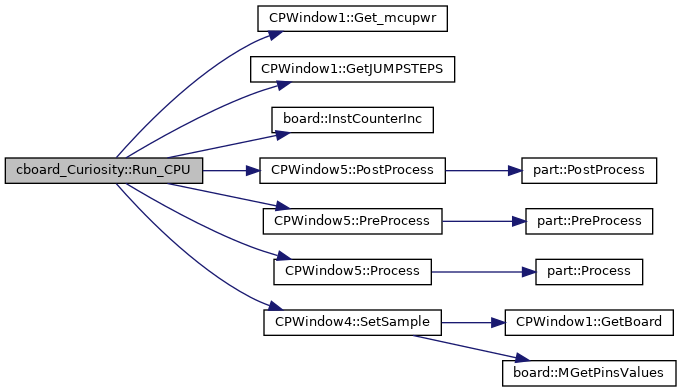 CPWindow1::Get_mcupwr
CPWindow1::GetJUMPSTEPS
board::InstCounterInc
cboard_Curiosity::Run_CPU
CPWindow5::PostProcess
part::PostProcess
CPWindow5::PreProcess
part::PreProcess
CPWindow5::Process
part::Process
CPWindow4::SetSample
CPWindow1::GetBoard
board::MGetPinsValues